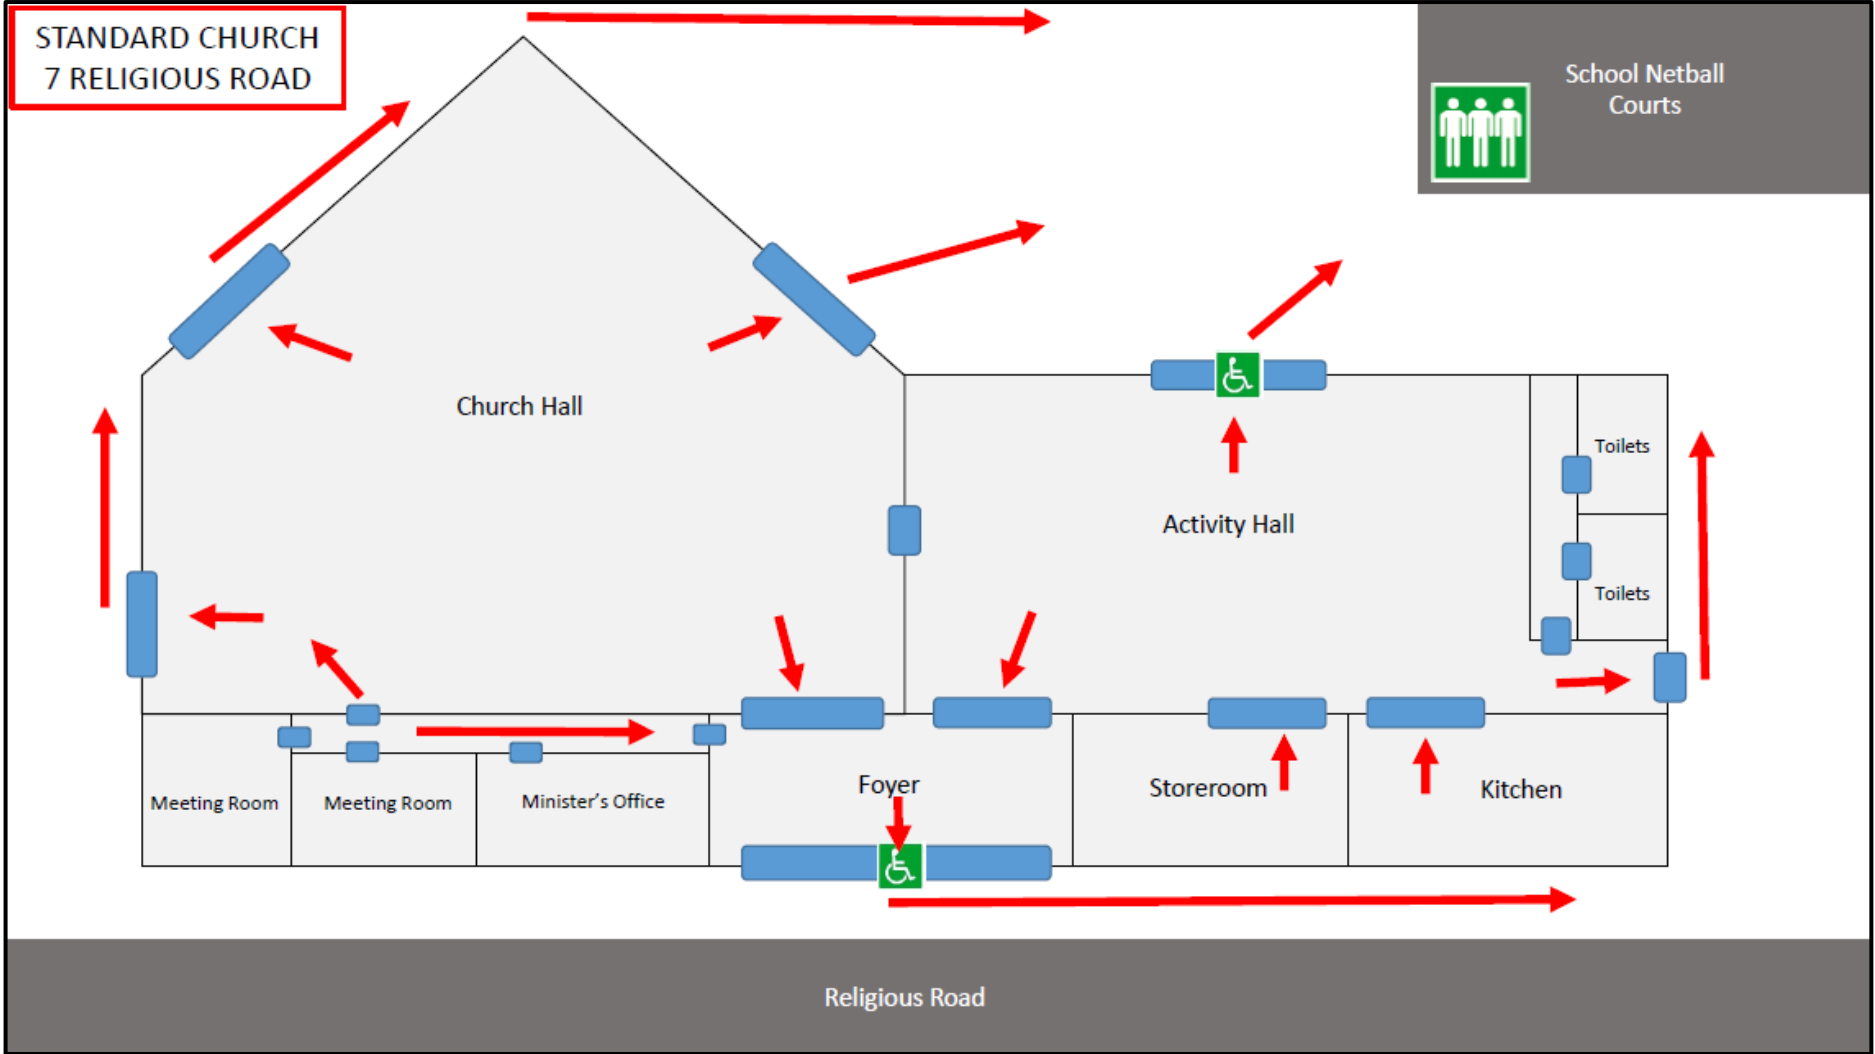 STANDARD CHURCH
7 RELIGIOUS ROAD
School Netball
Courts
Church Hall
Toilets
Activity Hall
Toilets
Meeting Room
Meeting Room
Minister's Office
Foyer
Storeroom
Kitchen
Religious Road